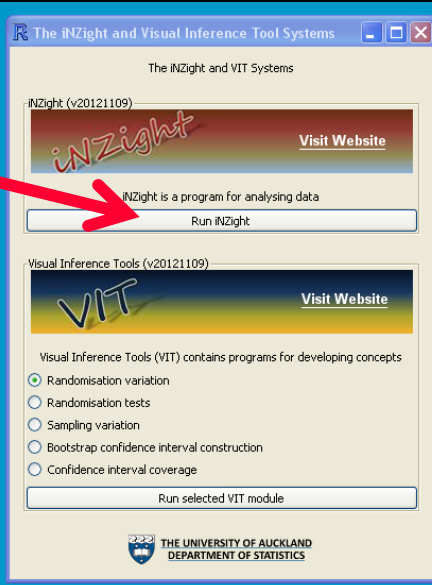 The iNZight and Visual Inference Tool Systems
The iNZight and VIT Systems
iNZight (v20121109)
iNZight
Visit Website
iNZight is a program for analysing data
Run iNZight
Visual Inference Tools (v20121109)
VIT
Visit Website
Visual Inference Tools (VIT) contains programs for developing concepts
Randomisation variation
Randomisation tests
Sampling variation
Bootstrap confidence interval construction
Confidence interval coverage
Run selected VIT module
THE UNIVERSITY OF AUCKLAND
DEPARTMENT OF STATISTICS